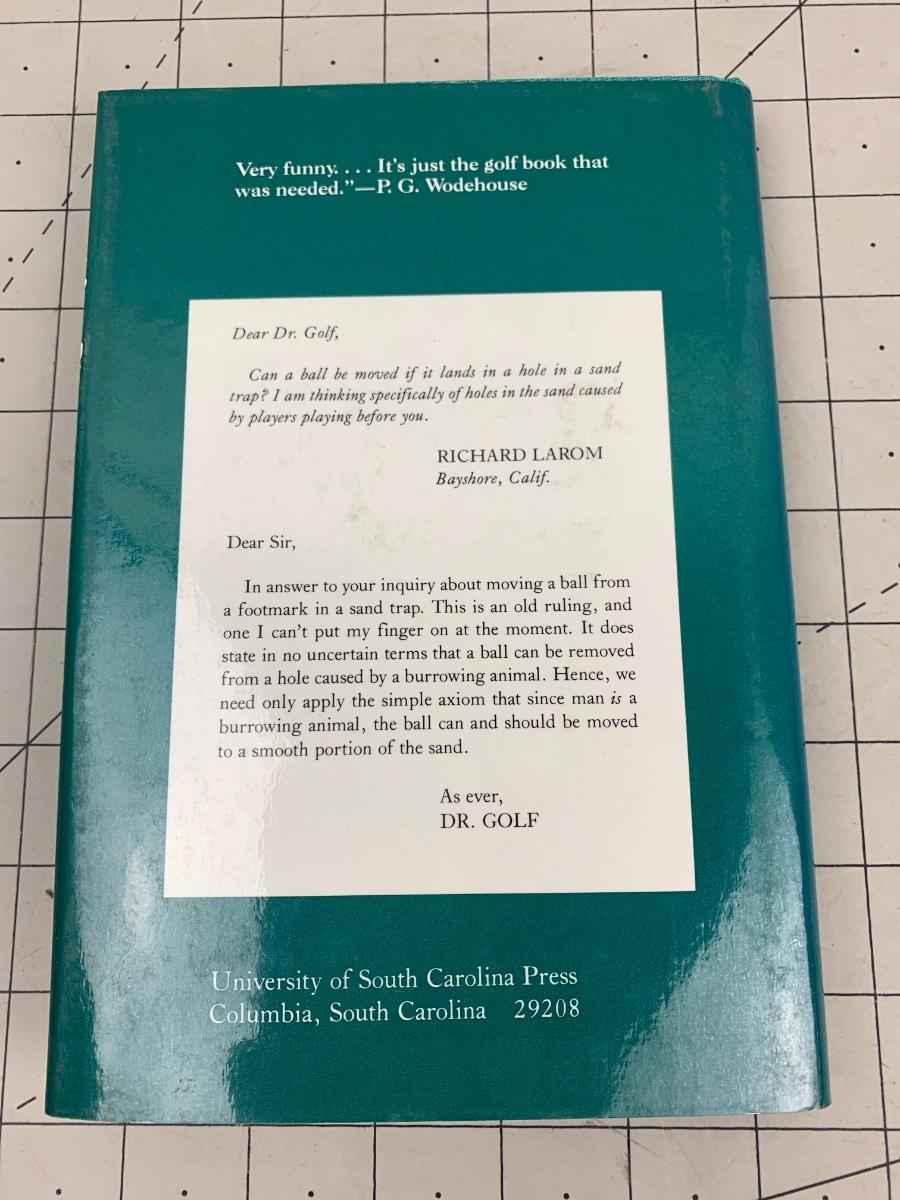 Very funny. . . . It's just the golf book that
was needed.”—P. G. Wodehouse
Dear Dr. Golf,
Can a ball be moved if it lands in a hole in a sand
trap? I am thinking specifically of holes in the sand caused
by players playing before you.
RICHARD LAROM
Bayshore, Calif.
Dear Sir,
In answer to your inquiry about moving a ball from
a footmark in a sand trap. This is an old ruling, and
one I can't put my finger on at the moment. It does
state in no uncertain terms that a ball can be removed
from a hole caused by a burrowing animal. Hence, we
need only apply the simple axiom that since man is a
burrowing animal, the ball can and should be moved
to a smooth portion of the sand.
As ever,
DR. GOLF
University of South Carolina Press
Columbia, South Carolina 29208